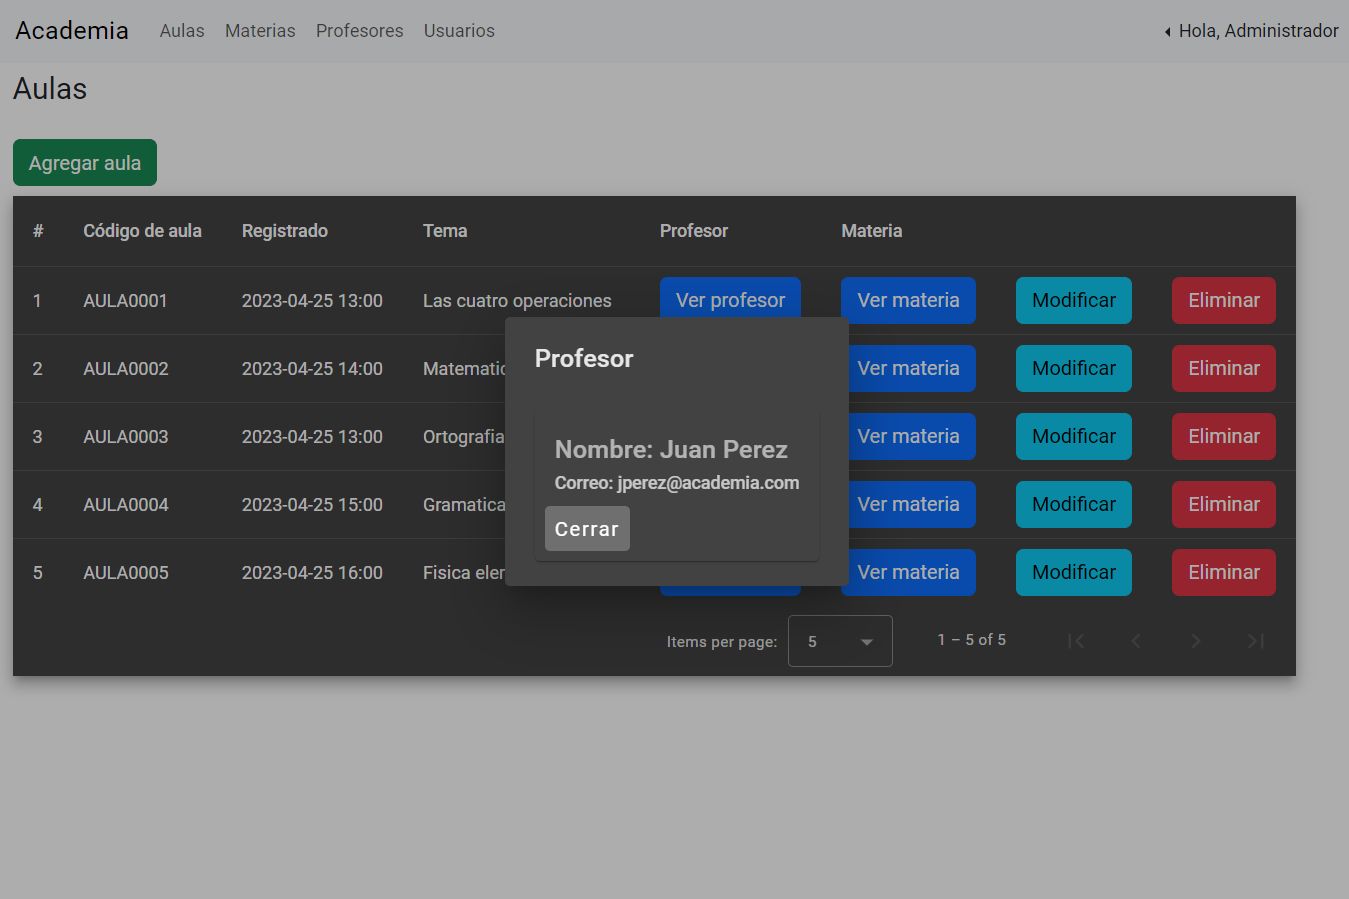 Academia Aulas Materias Profesores Usuarios Hola, Administrador
Aulas
Agregar aula
# Código de aula Registrado Tema Profesor Materia
1 AULA0001 2023-04-25 13:00 Las cuatro operaciones Ver profesor Ver materia Modificar Eliminar
2 AULA0002 2023-04-25 14:00 Ver materia Modificar Eliminar
3 AULA0003 2023-04-25 13:00 Ortografia Ver materia Modificar Eliminar
4 AULA0004 2023-04-25 15:00 Gramatica Ver materia Modificar Eliminar
5 AULA0005 2023-04-25 16:00 Fisica Ver materia Modificar Eliminar
Profesor
Nombre: Juan Perez
Correo: jperez@academia.com
Cerrar
Items per page: 5 1 – 5 of 5